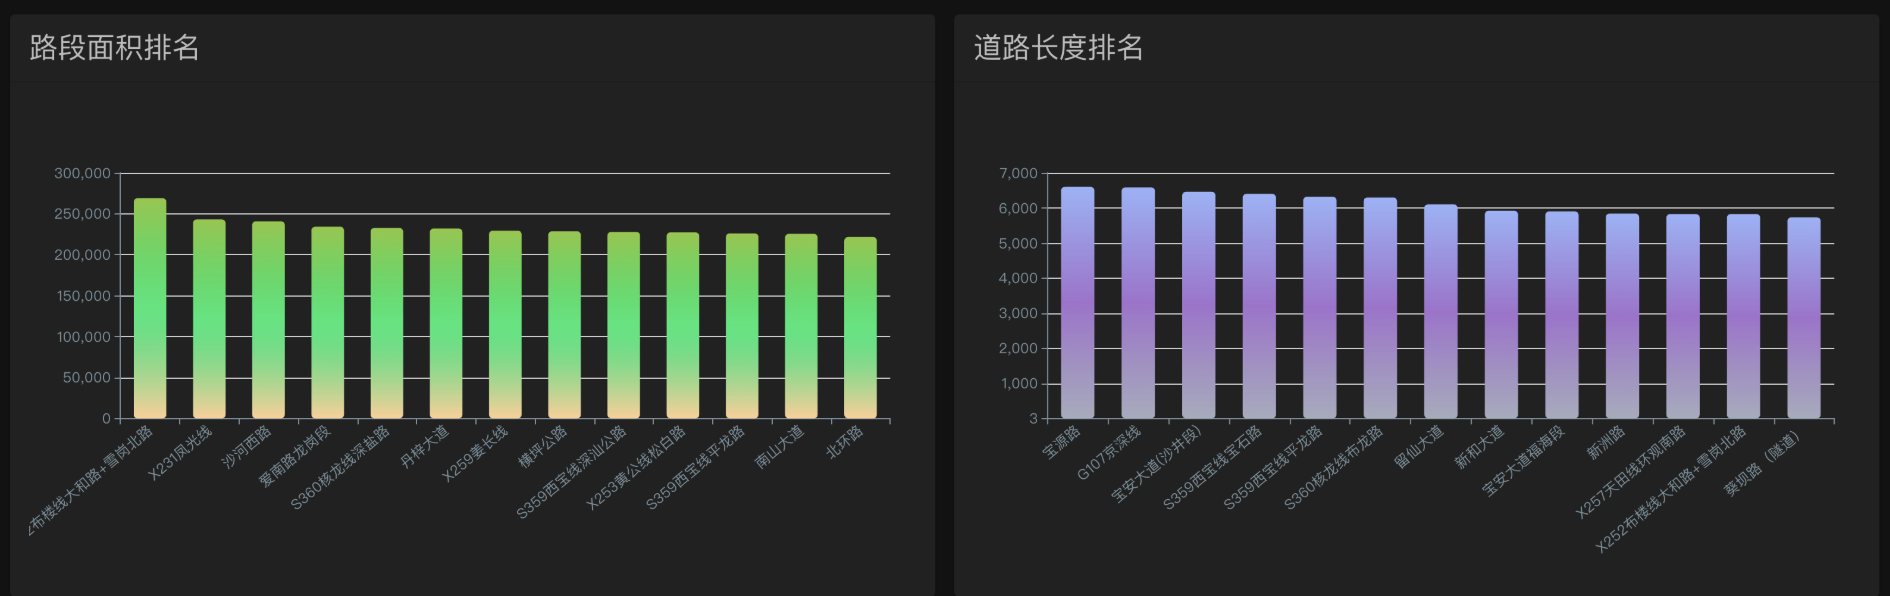 路段面积排名
300,000
250,000
200,000
150,000
100,000
50,000
0
2布楼线大和路+雪岗北路
X231凤光线
沙河西路
爱南路龙岗段
S360核龙线深盐路
丹梓大道
X259姜长线
横坪公路
S359西宝线深汕公路
X253黄公线松白路
S359西宝线平龙路
南山大道
北环路
道路长度排名
7,000
6,000
5,000
4,000
3,000
2,000
1,000
3
宝源路
G107京深线
宝安大道(沙井段)
S359西宝线宝石路
S359西宝线平龙路
S360核龙线布龙路
留仙大道
新和大道
宝安大道福海段
新洲路
X257天田线环观南路
X252布楼线大和路+雪岗北路
葵坝路（隧道）